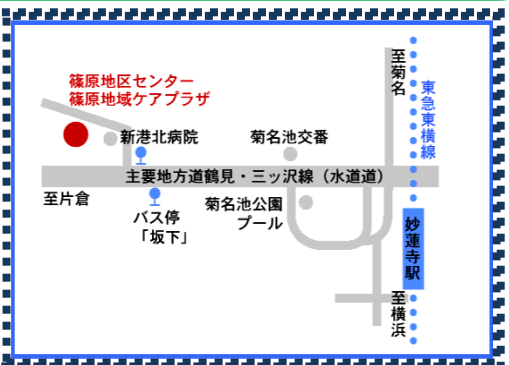 篠原地区センター
篠原地域ケアプラザ
新港北病院
菊名池交番
至菊名
東急東横線
主要地方道鶴見・三ッ沢線（水道道）
至片倉
バス停
「坂下」
菊名池公園
プール
妙蓮寺駅
至横浜